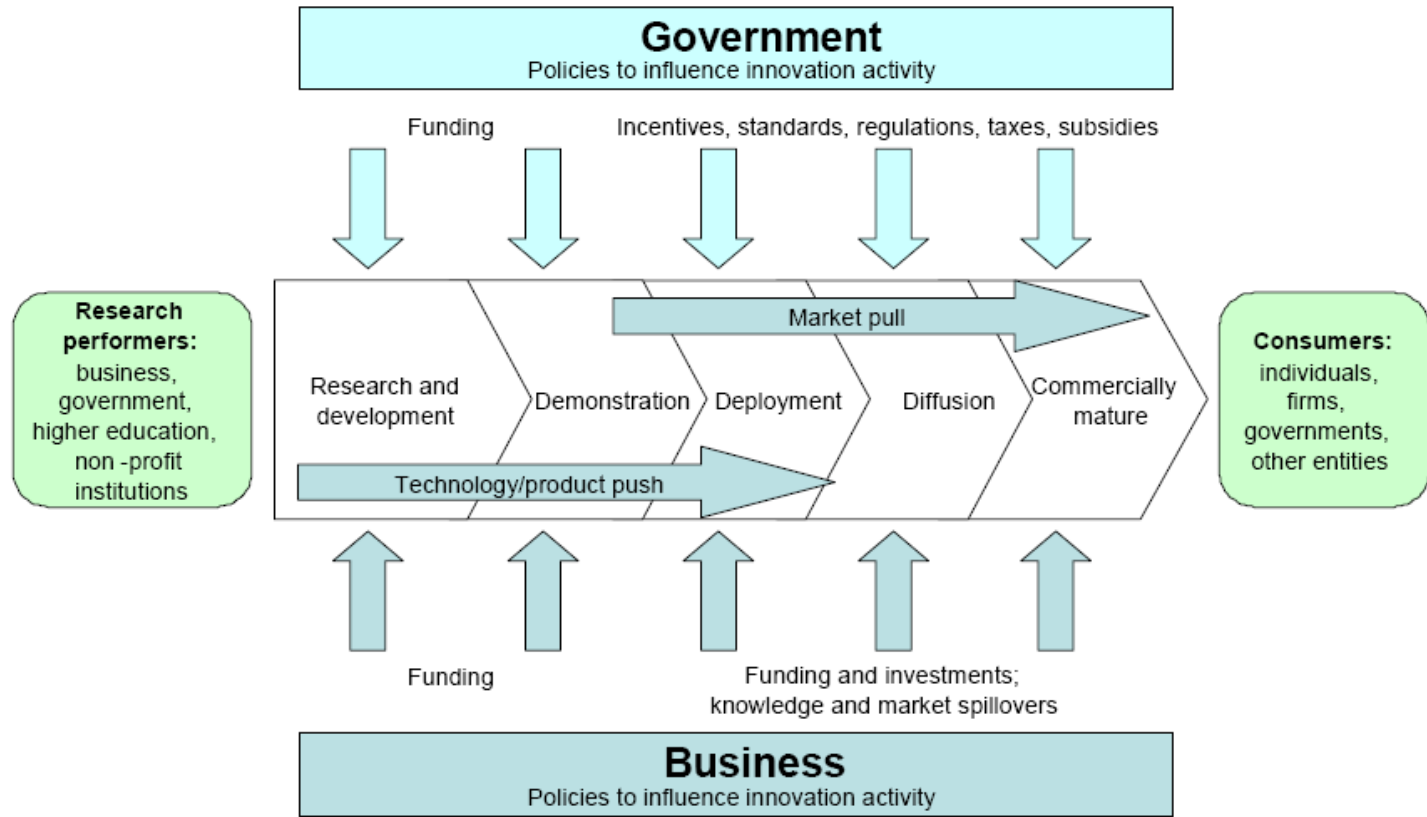 Government
Policies to influence innovation activity
Funding
Incentives, standards, regulations, taxes, subsidies
Research
performers:
business,
government,
higher education,
non -profit
institutions
Market pull
Research and
development
Demonstration
Deployment
Diffusion
Commercially
mature
Technology/product push
Consumers:
individuals,
firms,
governments,
other entities
Funding
Funding and investments;
knowledge and market spillovers
Business
Policies to influence innovation activity